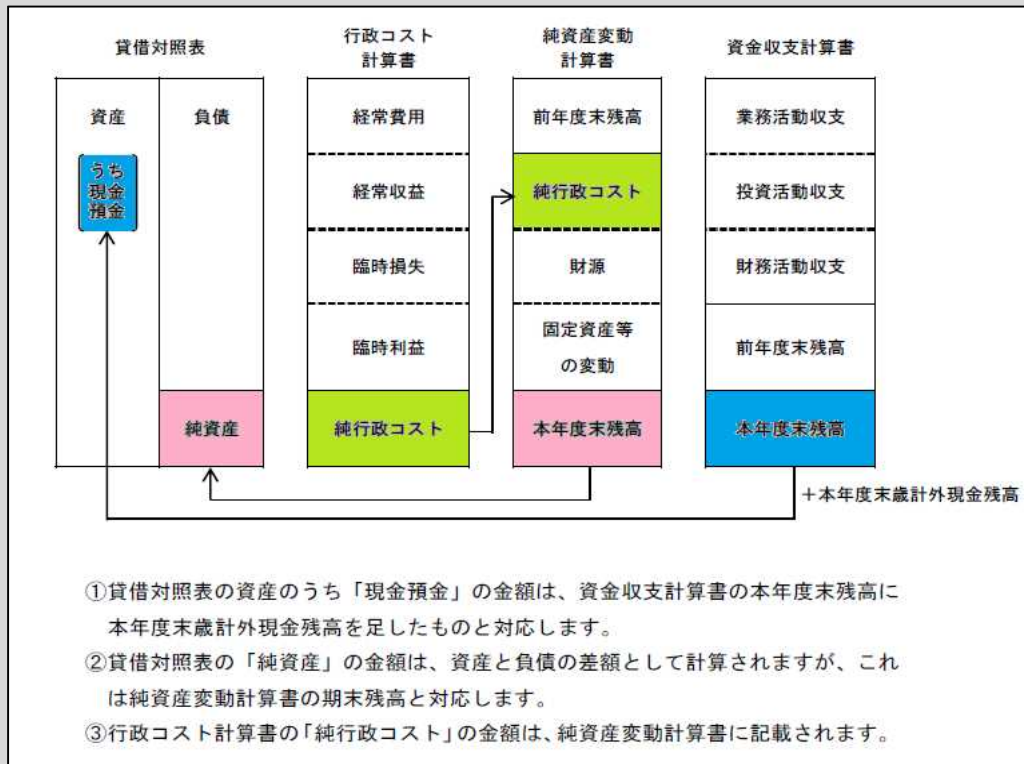 貸借対照表
行政コスト
計算書
純資産変動
計算書
資金収支計算書
資産
負債
経常費用
前年度末残高
業務活動収支
うち
現金
預金
経常収益
純行政コスト
投資活動収支
臨時損失
財源
財務活動収支
臨時利益
固定資産等
の変動
前年度末残高
純資産
純行政コスト
本年度末残高
本年度末残高
＋本年度末歳計外現金残高
①貸借対照表の資産のうち「現金預金」の金額は、資金収支計算書の本年度末残高に
本年度末歳計外現金残高を足したものと対応します。
②貸借対照表の「純資産」の金額は、資産と負債の差額として計算されますが、これ
は純資産変動計算書の期末残高と対応します。
③行政コスト計算書の「純行政コスト」の金額は、純資産変動計算書に記載されます。